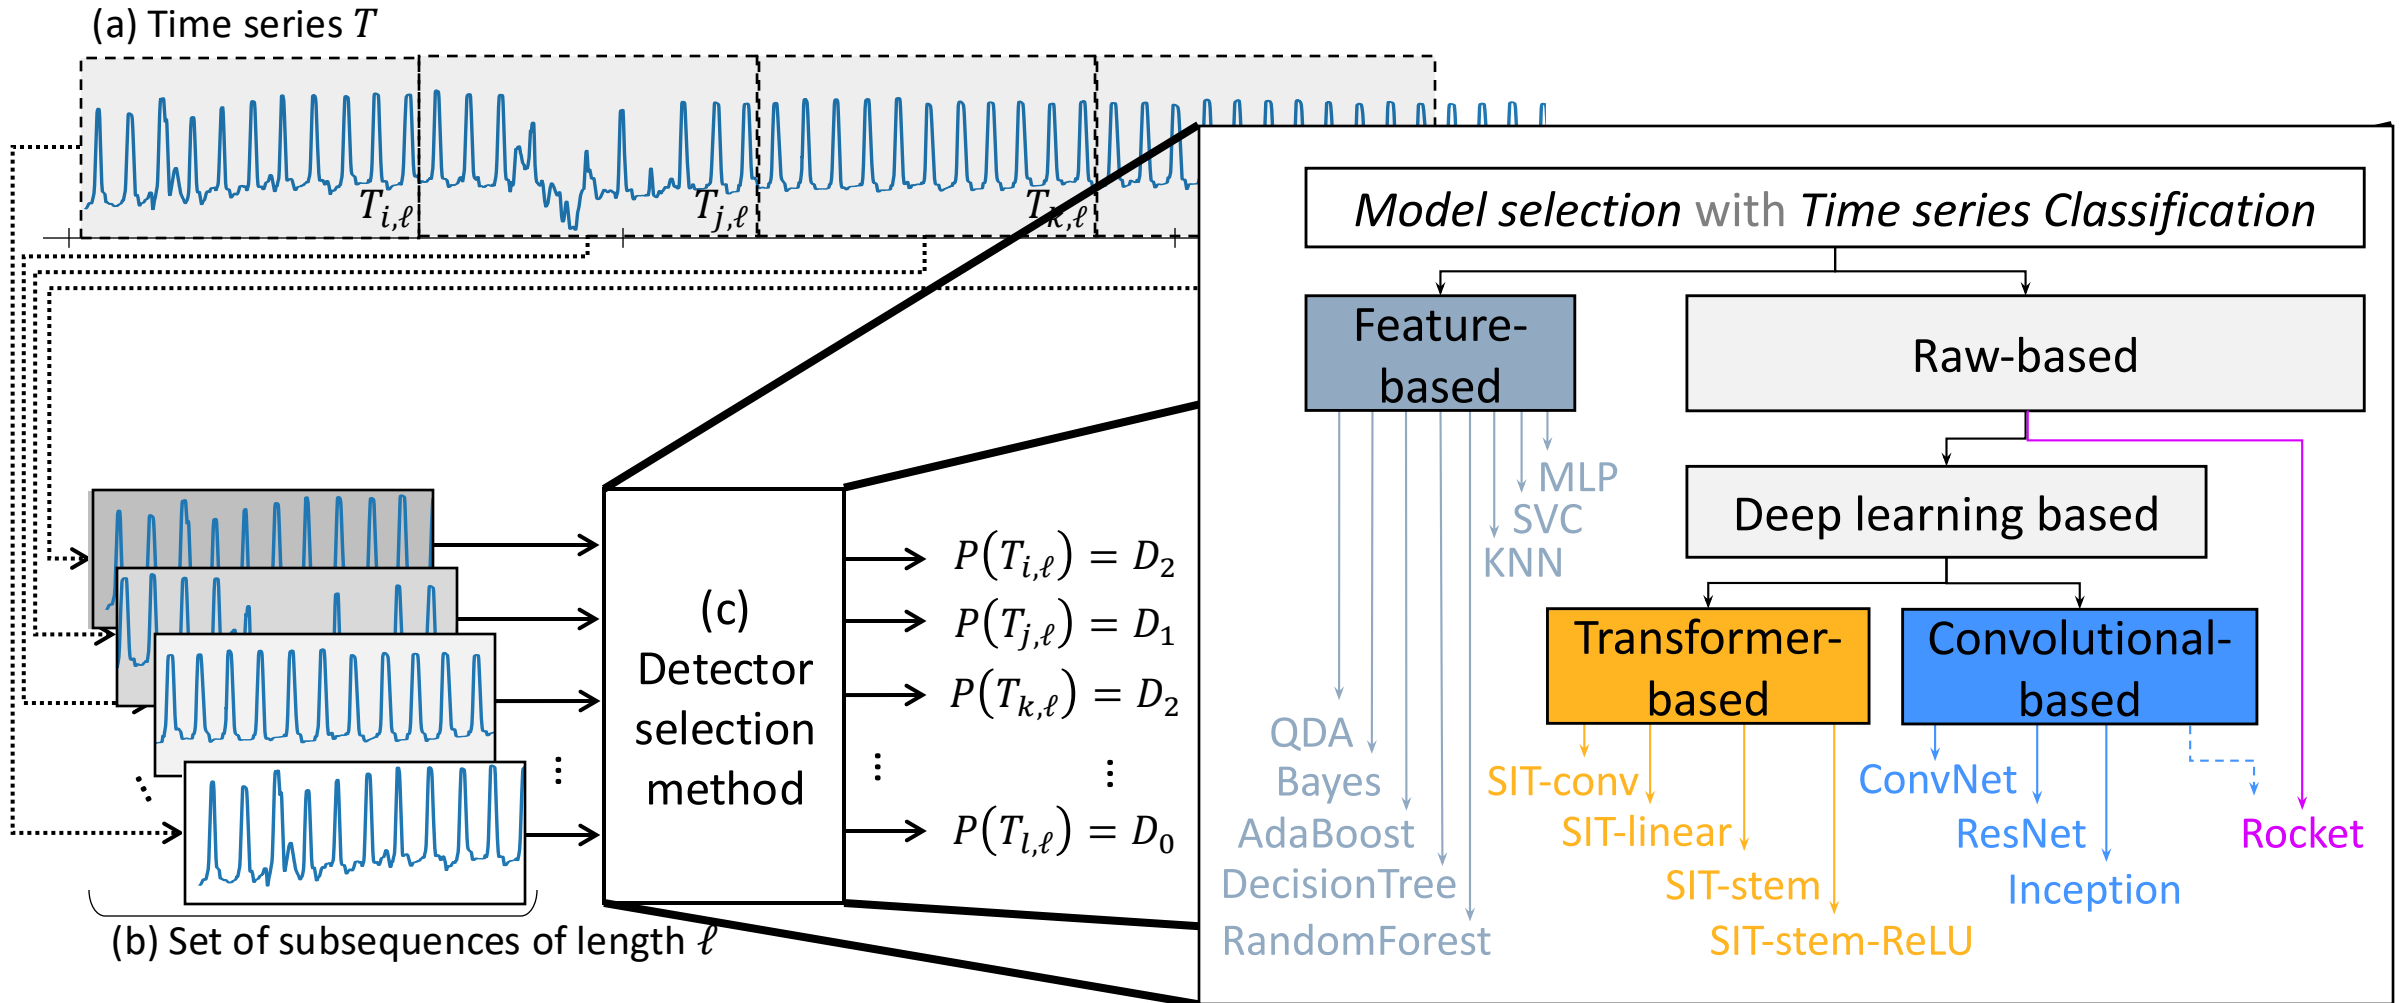 (a) Time series T
T_{i,ℓ}
T_{j,ℓ}
T_{k,ℓ}
Model selection with Time series Classification
Feature-
based
Raw-based
Deep learning based
MLP
SVC
KNN
QDA
Bayes
AdaBoost
DecisionTree
RandomForest
Transformer-
based
SIT-conv
SIT-linear
SIT-stem
SIT-stem-ReLU
Convolutional-
based
ConvNet
ResNet
Inception
Rocket
(c)
Detector
selection
method
P(T_{i,ℓ}) = D_2
P(T_{j,ℓ}) = D_1
P(T_{k,ℓ}) = D_2
P(T_{l,ℓ}) = D_0
(b) Set of subsequences of length ℓ